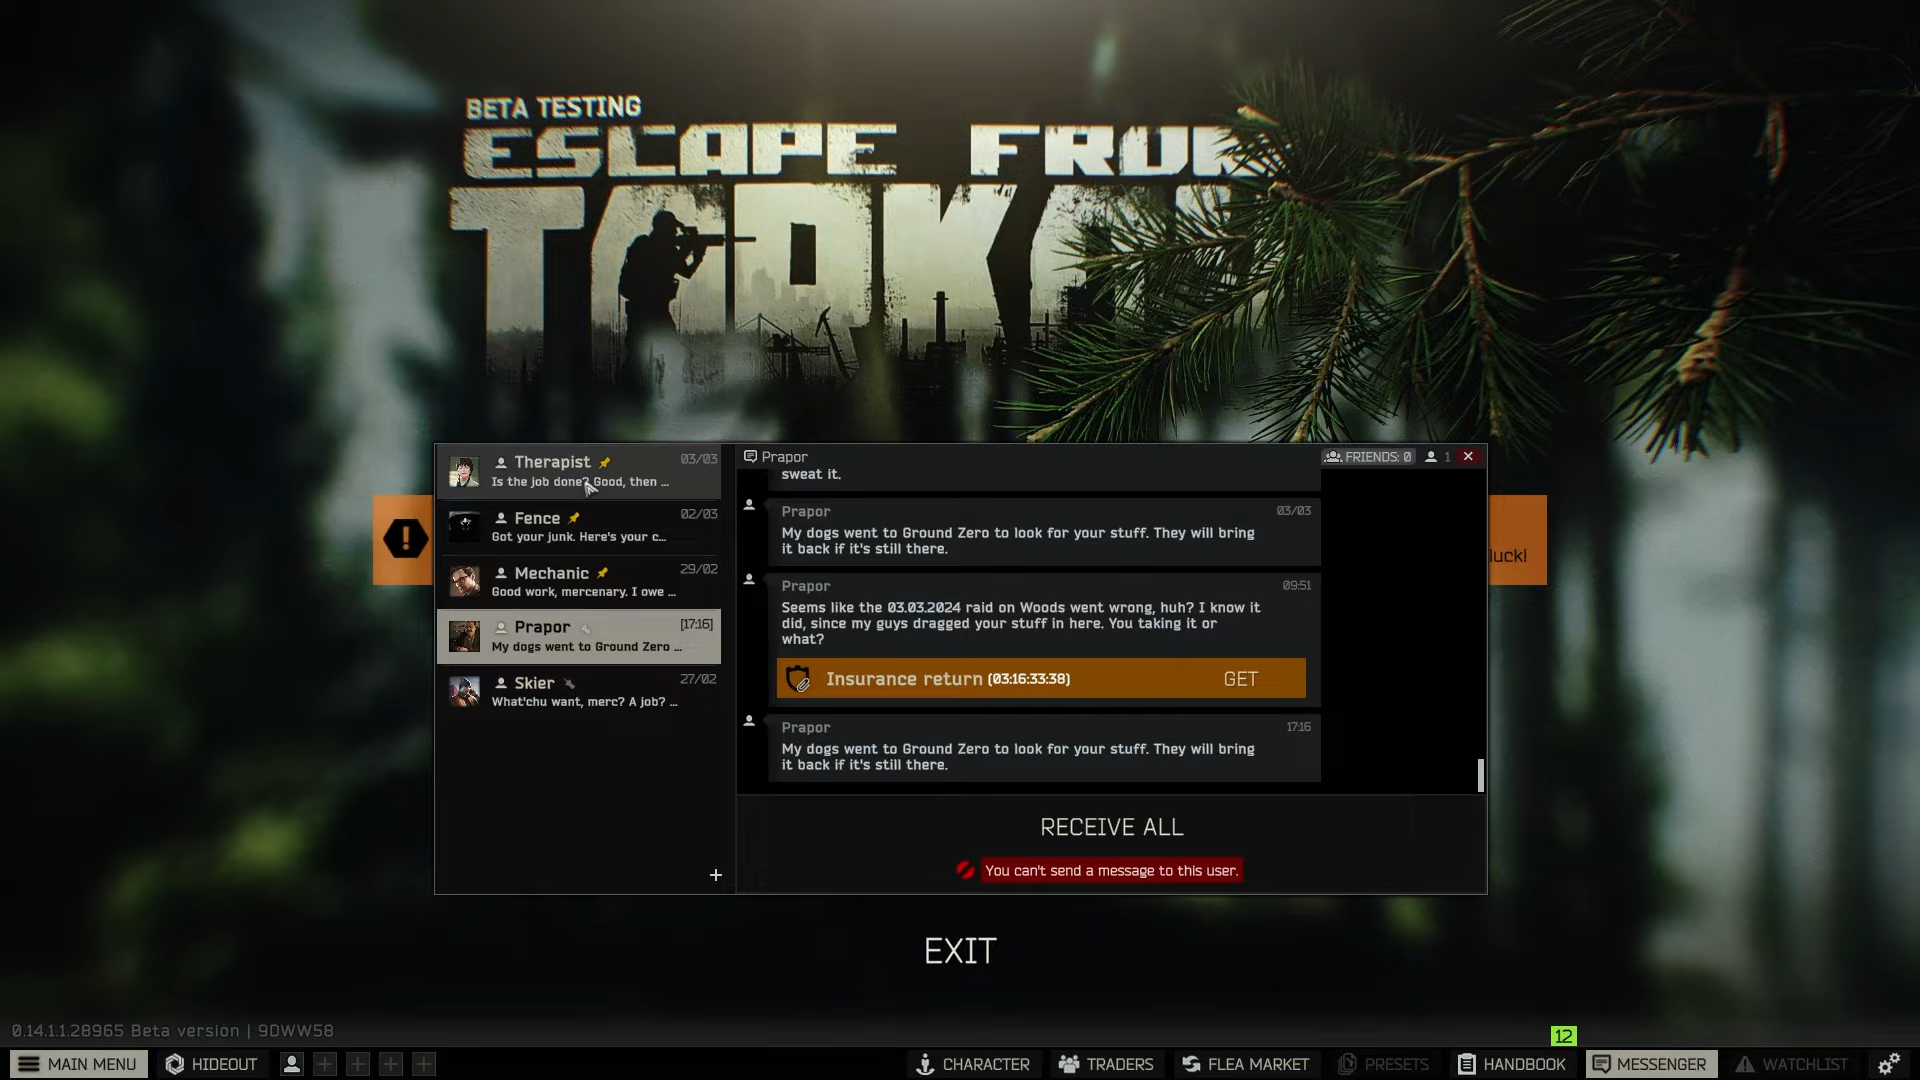 BETA TESTING
ESCAPE FROM
TARKOV
Therapist
03/03
Is the job done? Good, then ...
Fence
02/03
Got your junk. Here's your c...
Mechanic
29/02
Good work, mercenary. I owe ...
Prapor
[17:16]
My dogs went to Ground Zero ...
Skier
27/02
What'chu want, merc? A job? ...
+
Prapor
FRIENDS: 0
1
sweat it.
Prapor
03/03
My dogs went to Ground Zero to look for your stuff. They will bring
it back if it's still there.
Prapor
09:51
Seems like the 03.03.2024 raid on Woods went wrong, huh? I know it
did, since my guys dragged your stuff in here. You taking it or
what?
Insurance return (03:16:33:38)
GET
Prapor
17:16
My dogs went to Ground Zero to look for your stuff. They will bring
it back if it's still there.
luck!
RECEIVE ALL
You can't send a message to this user.
EXIT
0.14.1.1.28965 Beta version | 9DWW58
12
MAIN MENU
HIDEOUT
CHARACTER
TRADERS
FLEA MARKET
PRESETS
HANDBOOK
MESSENGER
WATCHLIST